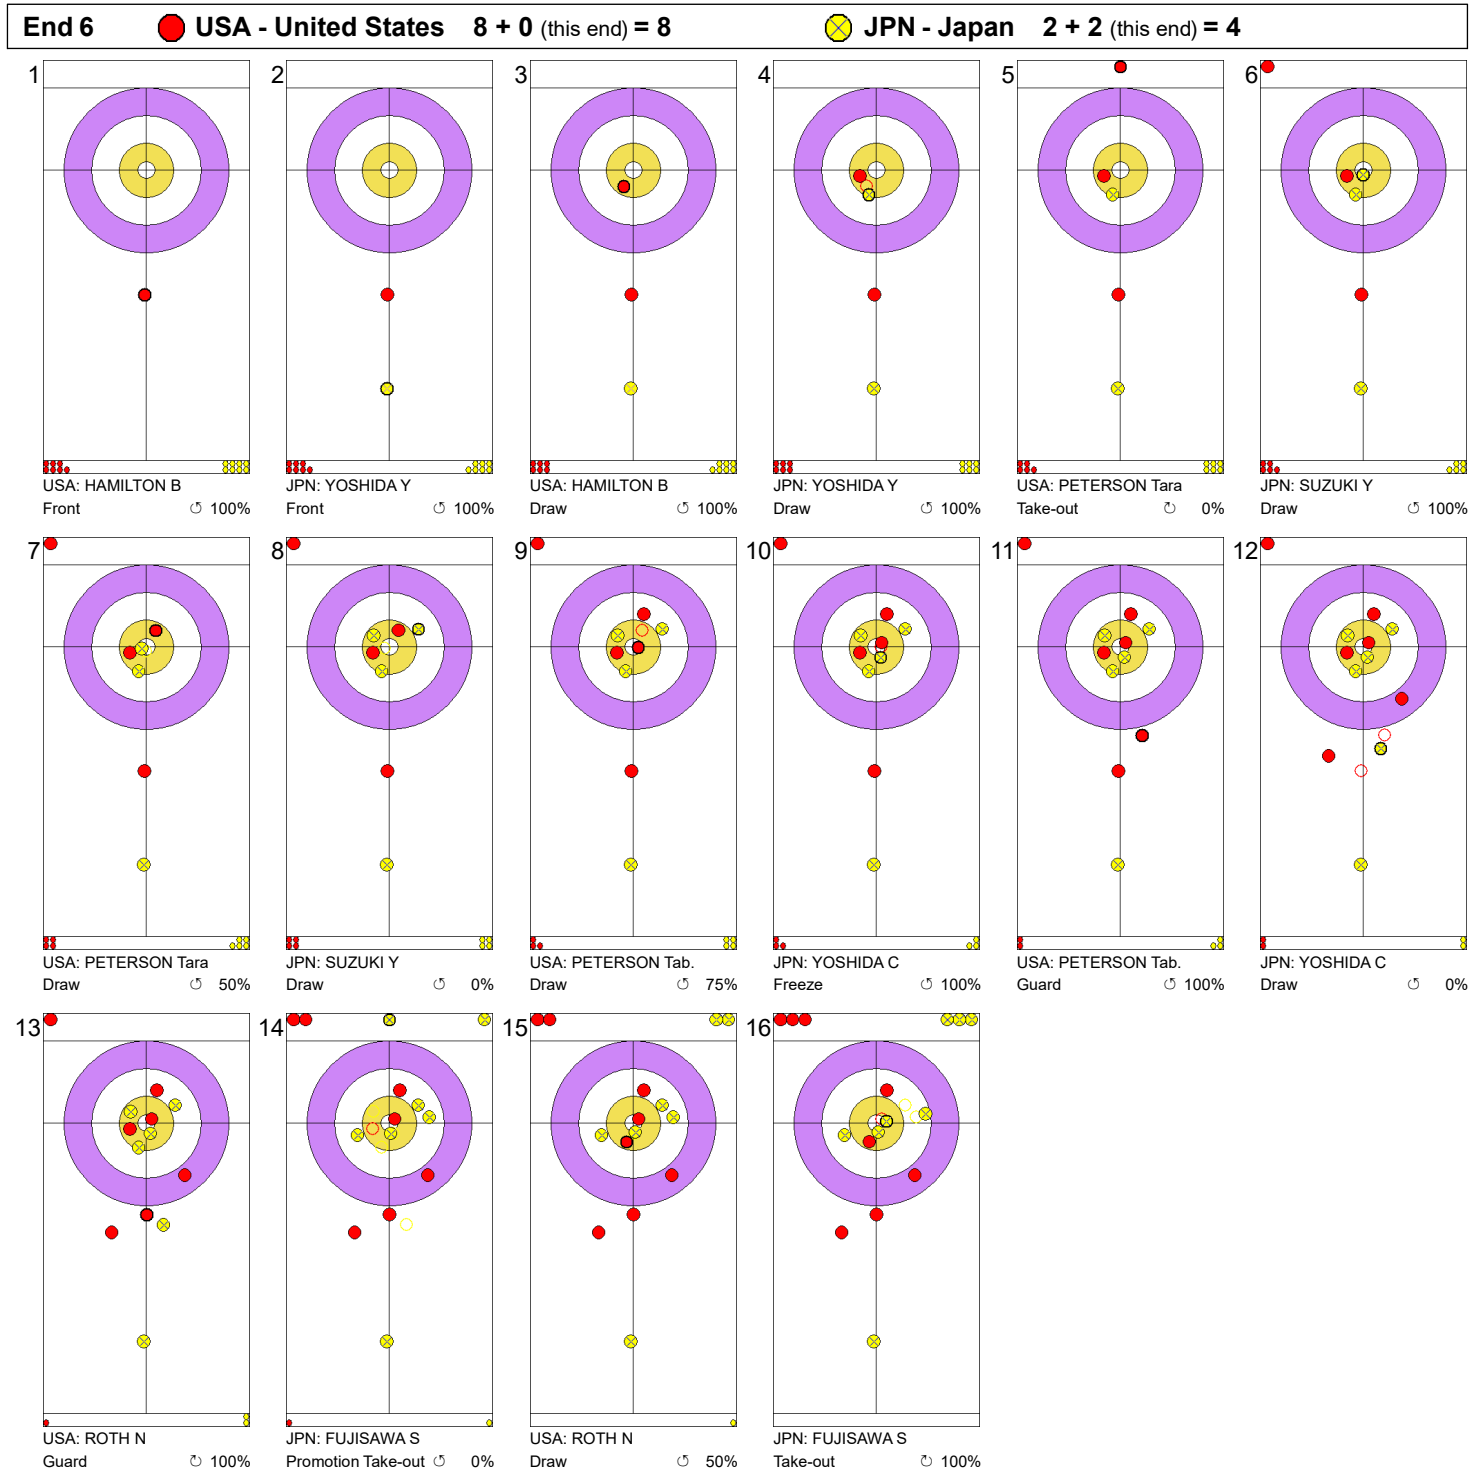 End 6 USA - United States 8 + 0 (this end) = 8 JPN - Japan 2 + 2 (this end) = 4
1 2 3 4 5 6
USA: HAMILTON B JPN: YOSHIDA Y USA: HAMILTON B JPN: YOSHIDA Y USA: PETERSON Tara JPN: SUZUKI Y
Front ↺ 100% Front ↺ 100% Draw ↺ 100% Draw ↺ 100% Take-out ↻ 0% Draw ↺ 100%
7 8 9 10 11 12
USA: PETERSON Tara JPN: SUZUKI Y USA: PETERSON Tab. JPN: YOSHIDA C USA: PETERSON Tab. JPN: YOSHIDA C
Draw ↺ 50% Draw ↺ 0% Draw ↺ 75% Freeze ↺ 100% Guard ↺ 100% Draw ↺ 0%
13 14 15 16
USA: ROTH N JPN: FUJISAWA S USA: ROTH N JPN: FUJISAWA S
Guard ↻ 100% Promotion Take-out ↺ 0% Draw ↺ 50% Take-out ↻ 100%